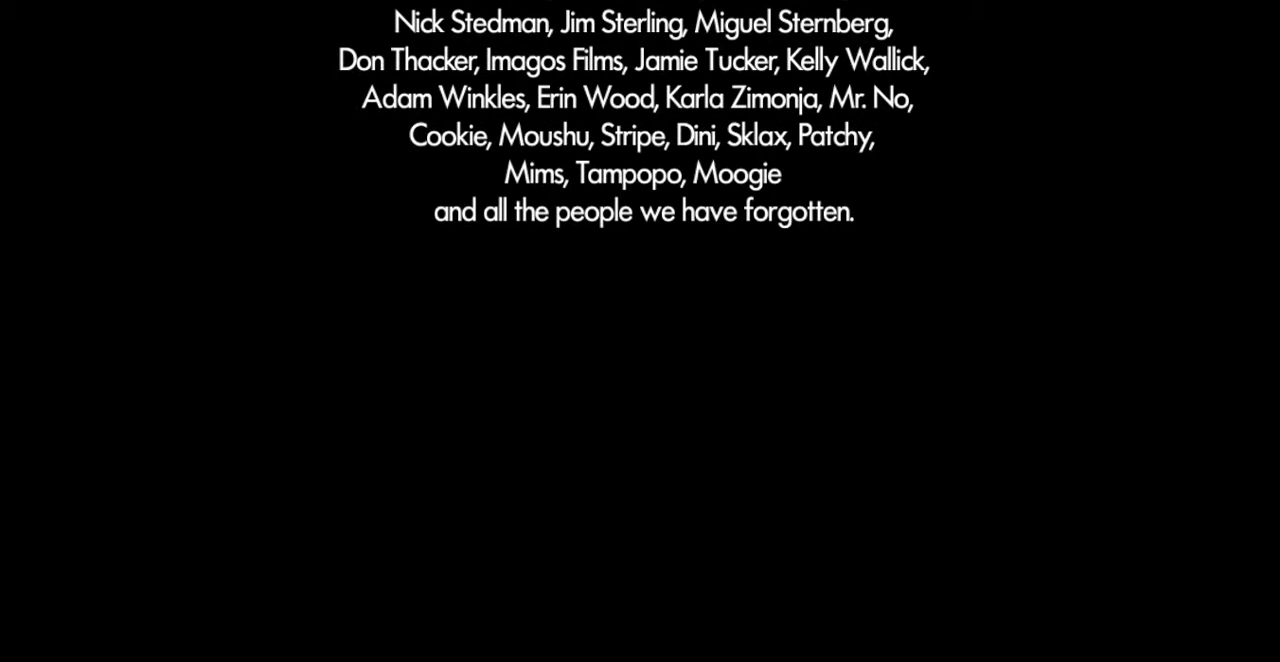 Nick Stedman, Jim Sterling, Miguel Sternberg,
Don Thacker, Imagos Films, Jamie Tucker, Kelly Wallick,
Adam Winkles, Erin Wood, Karla Zimonja, Mr. No,
Cookie, Moushu, Stripe, Dini, Sklax, Patchy,
Mims, Tampopo, Moogie
and all the people we have forgotten.